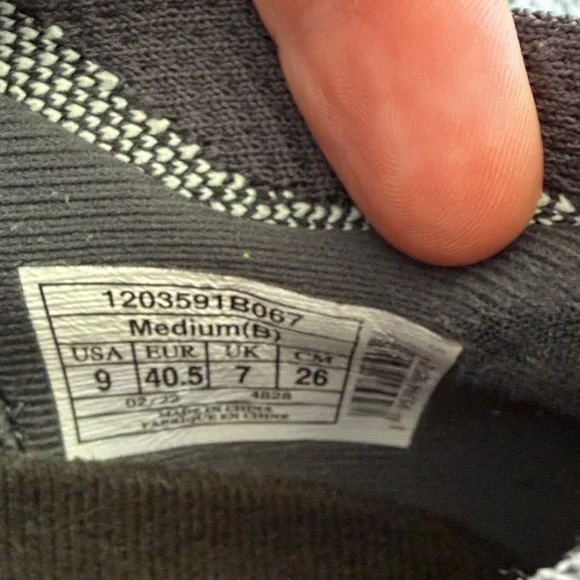 1203591B067
Medium(B)
USA EUR UK CM
9 40.5 7 26
02/22 4828
MADE IN CHINA
FABRIQUE EN CHINE